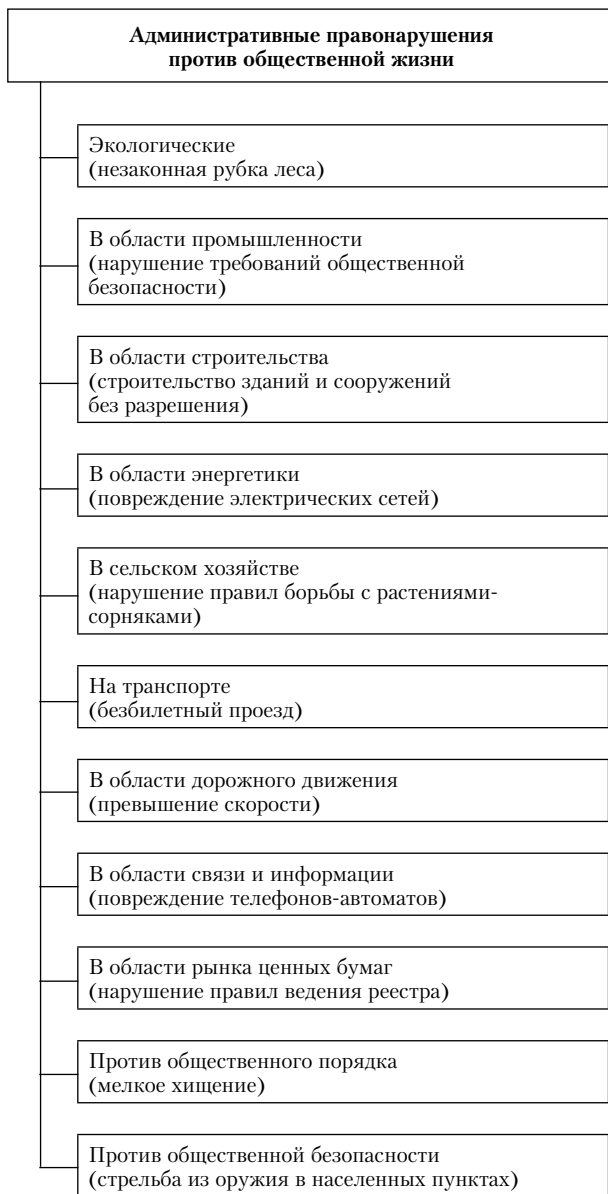 Административные правонарушения
против общественной жизни
Экологические
(незаконная рубка леса)
В области промышленности
(нарушение требований общественной
безопасности)
В области строительства
(строительство зданий и сооружений
без разрешения)
В области энергетики
(повреждение электрических сетей)
В сельском хозяйстве
(нарушение правил борьбы с растениями-
сорняками)
На транспорте
(безбилетный проезд)
В области дорожного движения
(превышение скорости)
В области связи и информации
(повреждение телефонов-автоматов)
В области рынка ценных бумаг
(нарушение правил ведения реестра)
Против общественного порядка
(мелкое хищение)
Против общественной безопасности
(стрельба из оружия в населенных пунктах)